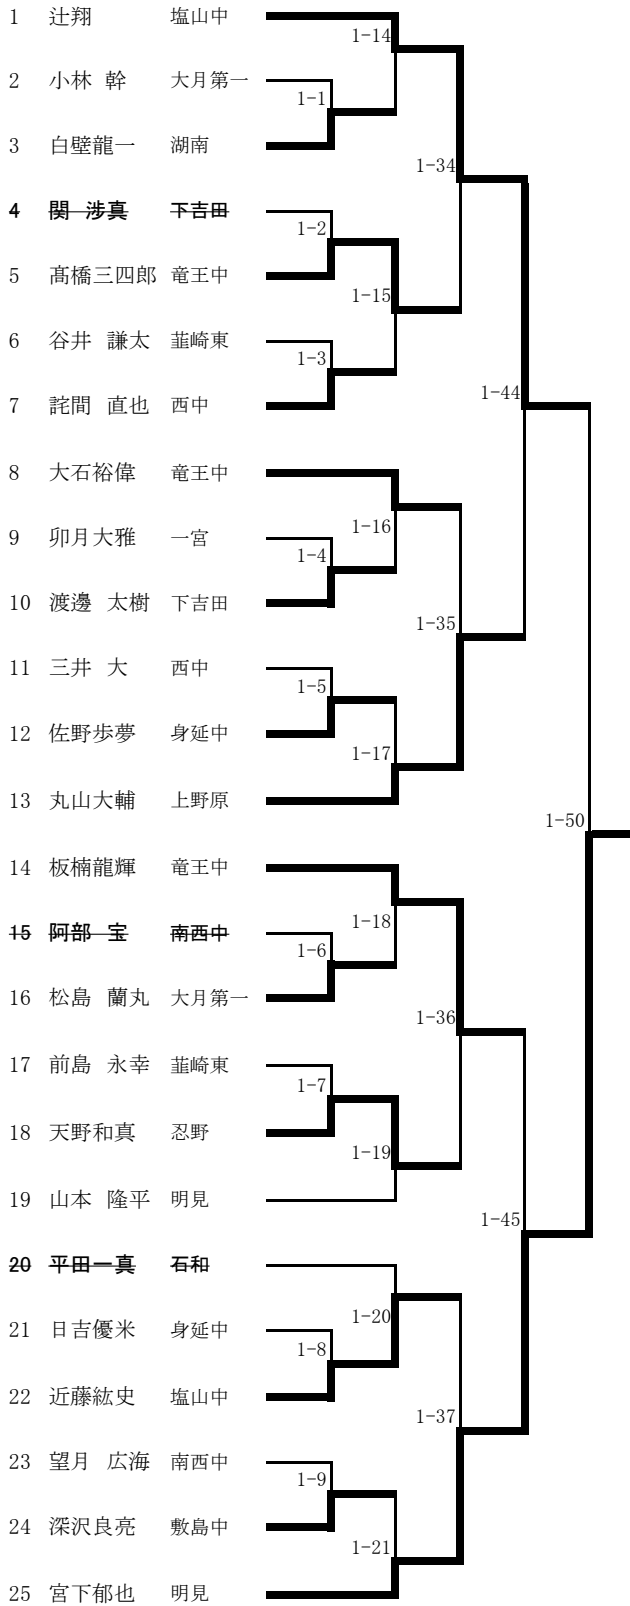 1 辻翔 塩山中
1-14
2 小林 幹 大月第一
1-1
3 白壁龍一 湖南
1-34
4 関 渉真 下吉田
1-2
5 髙橋三四郎 竜王中
1-15
6 谷井 謙太 韮崎東
1-3
7 詫間 直也 西中
1-44
8 大石裕偉 竜王中
1-16
9 卯月大雅 一宮
1-4
10 渡邊 太樹 下吉田
1-35
11 三井 大 西中
1-5
12 佐野歩夢 身延中
1-17
13 丸山大輔 上野原
1-50
14 板楠龍輝 竜王中
1-18
15 阿部 宝 南西中
1-6
16 松島 蘭丸 大月第一
1-36
17 前島 永幸 韮崎東
1-7
18 天野和真 忍野
1-19
19 山本 隆平 明見
1-45
20 平田一真 石和
1-20
21 日吉優米 身延中
1-8
22 近藤紘史 塩山中
1-37
23 望月 広海 南西中
1-9
24 深沢良亮 敷島中
1-21
25 宮下郁也 明見